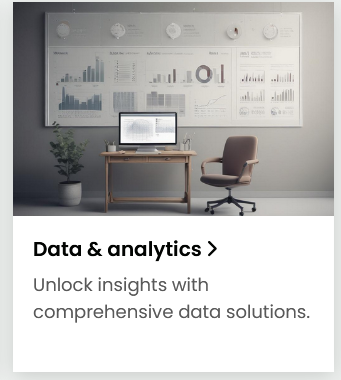 Data & analytics >
Unlock insights with
comprehensive data solutions.